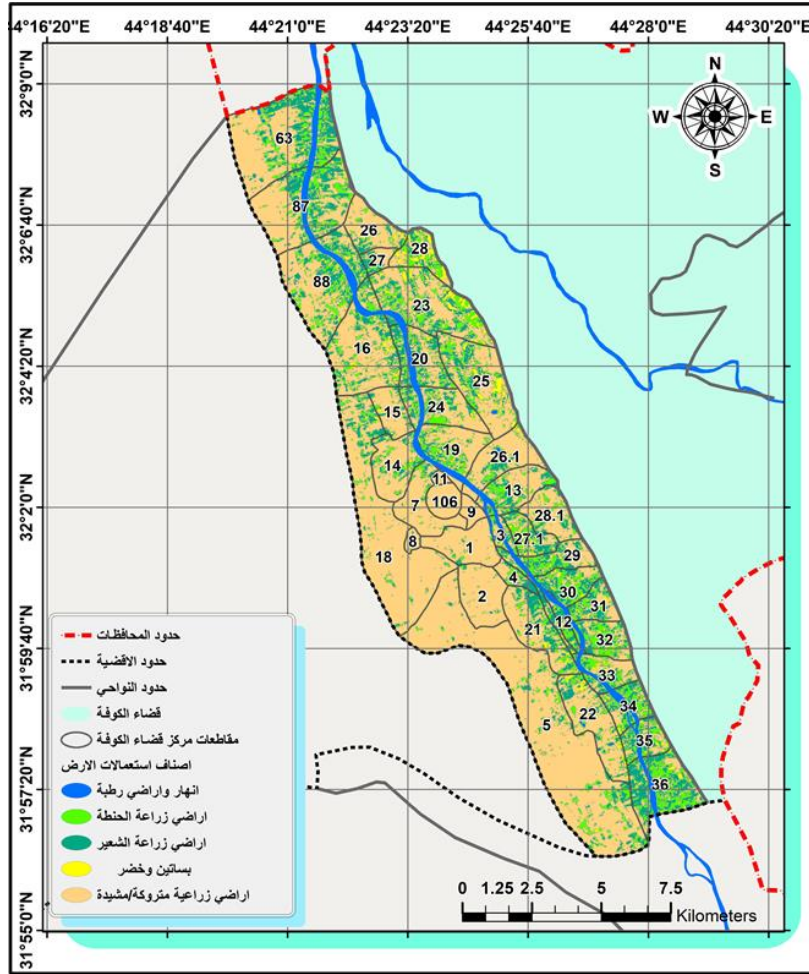 44°16'20"E 44°18'40"E 44°21'0"E 44°23'20"E 44°25'40"E 44°28'0"E 44°30'20"E
32°9'0"N
32°6'40"N
32°4'20"N
32°2'0"N
31°59'40"N
31°57'20"N
31°55'0"N
N
W E
S
63
87
26
28
27
88
23
16
20
25
15
24
19
26.1
14
11
13
106
7
9
28.1
3
27.1
8
1
29
18
4
30
2
31
12
21
32
33
22
34
5
35
36
حدود المحافظات
حدود الاقضية
حدود النواحي
قضاء الكوفة
مقاطعات مركز قضاء الكوفة
اصناف استعمالات الارض
انهار واراضي رطبة
اراضي زراعة الحنطة
اراضي زراعة الشعير
بساتين وخضر
اراضي زراعية متروكة/مشيدة
0 1.25 2.5 5 7.5
Kilometers